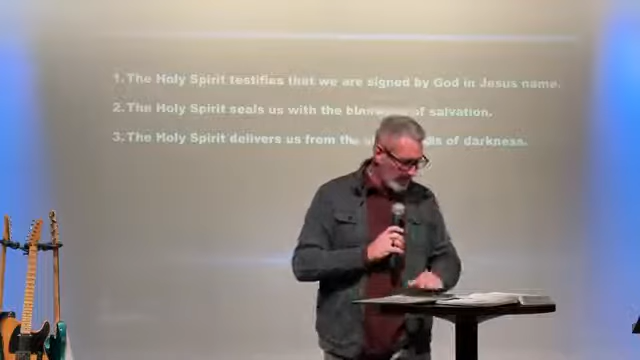 1. The Holy Spirit testifies that we are signed by God in Jesus name.
2. The Holy Spirit seals us with the of salvation.
3. The Holy Spirit delivers us from the of darkness.